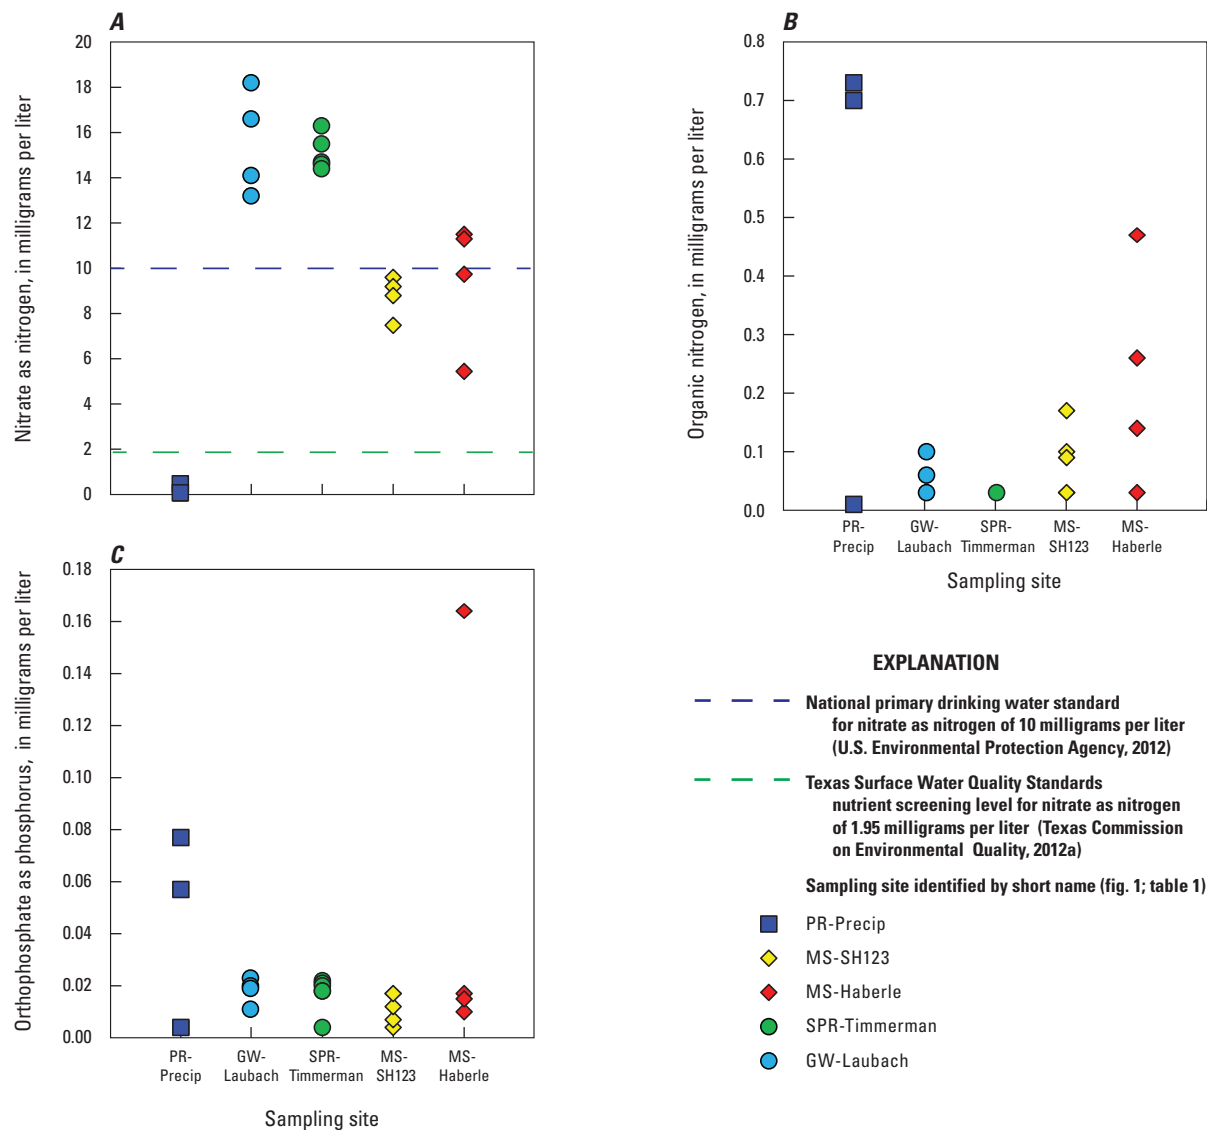 A
Nitrate as nitrogen, in milligrams per liter
20
18
16
14
12
10
8
6
4
2
0
B
Organic nitrogen, in milligrams per liter
0.8
0.7
0.6
0.5
0.4
0.3
0.2
0.1
0.0
PR-
Precip
GW-
Laubach
SPR-
Timmerman
MS-
SH123
MS-
Haberle
Sampling site
C
Orthophosphate as phosphorus, in milligrams per liter
0.18
0.16
0.14
0.12
0.10
0.08
0.06
0.04
0.02
0.00
PR-
Precip
GW-
Laubach
SPR-
Timmerman
MS-
SH123
MS-
Haberle
Sampling site
EXPLANATION
National primary drinking water standard
for nitrate as nitrogen of 10 milligrams per liter
(U.S. Environmental Protection Agency, 2012)
Texas Surface Water Quality Standards
nutrient screening level for nitrate as nitrogen
of 1.95 milligrams per liter (Texas Commission
on Environmental Quality, 2012a)
Sampling site identified by short name (fig. 1; table 1)
PR-Precip
MS-SH123
MS-Haberle
SPR-Timmerman
GW-Laubach